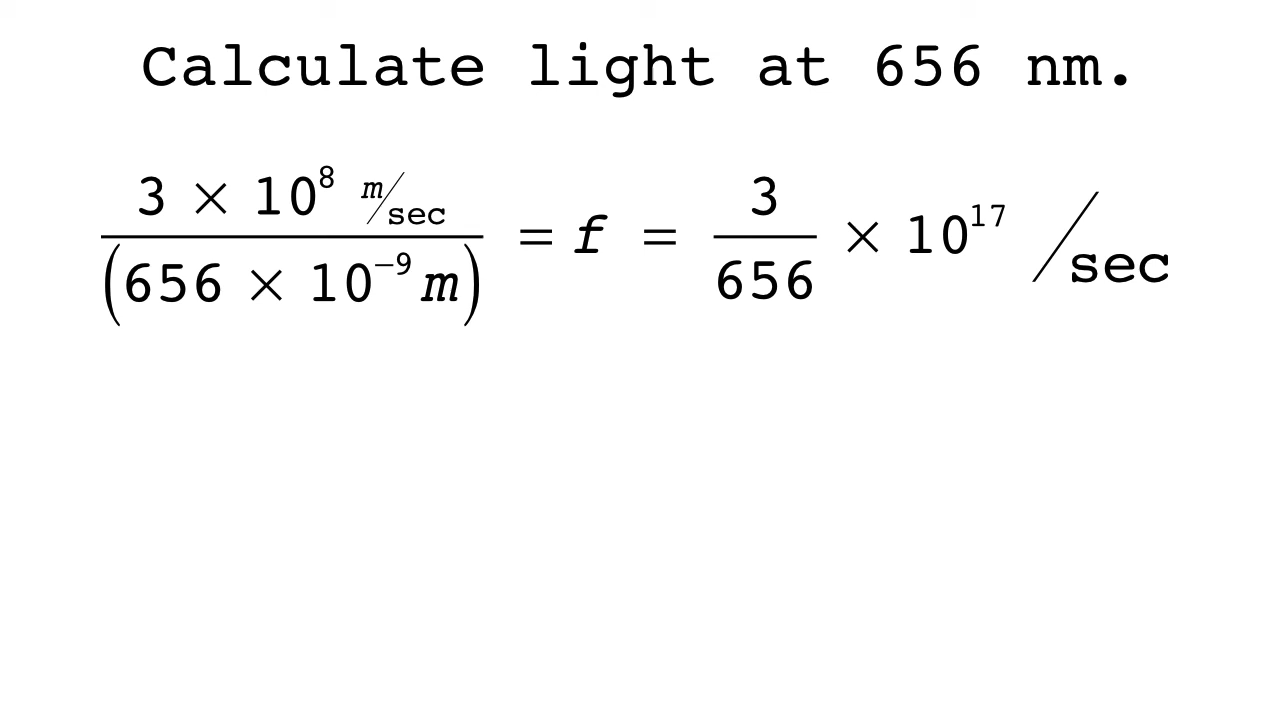 Calculate light at 656 nm.
3 × 10⁸ m/sec / (656 × 10⁻⁹ m) = f = 3/656 × 10¹⁷ /sec